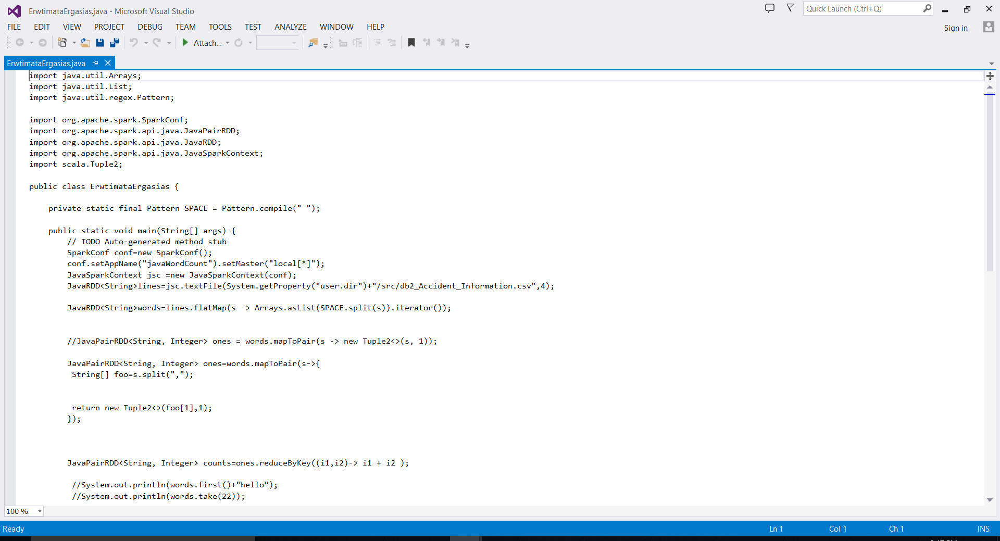 ErwtimataErgasias.java - Microsoft Visual Studio
Quick Launch (Ctrl+Q)
FILE EDIT VIEW PROJECT DEBUG TEAM TOOLS TEST ANALYZE WINDOW HELP
Sign in
Attach...
ErwtimataErgasias.java
import java.util.Arrays;
import java.util.List;
import java.util.regex.Pattern;
import org.apache.spark.SparkConf;
import org.apache.spark.api.java.JavaPairRDD;
import org.apache.spark.api.java.JavaRDD;
import org.apache.spark.api.java.JavaSparkContext;
import scala.Tuple2;
public class ErwtimataErgasias {
private static final Pattern SPACE = Pattern.compile(" ");
public static void main(String[] args) {
// TODO Auto-generated method stub
SparkConf conf=new SparkConf();
conf.setAppName("javaWordCount").setMaster("local[*]");
JavaSparkContext jsc =new JavaSparkContext(conf);
JavaRDD<String>lines=jsc.textFile(System.getProperty("user.dir")+"/src/db2_Accident_Information.csv",4);
JavaRDD<String>words=lines.flatMap(s -> Arrays.asList(SPACE.split(s)).iterator());
//JavaPairRDD<String, Integer> ones = words.mapToPair(s -> new Tuple2<>(s, 1));
JavaPairRDD<String, Integer> ones=words.mapToPair(s->{
String[] foo=s.split(",");
return new Tuple2<>(foo[1],1);
});
JavaPairRDD<String, Integer> counts=ones.reduceByKey((i1,i2)-> i1 + i2 );
//System.out.println(words.first()+"hello");
//System.out.println(words.take(22));
100 %
Ready Ln 1 Col 1 Ch 1 INS